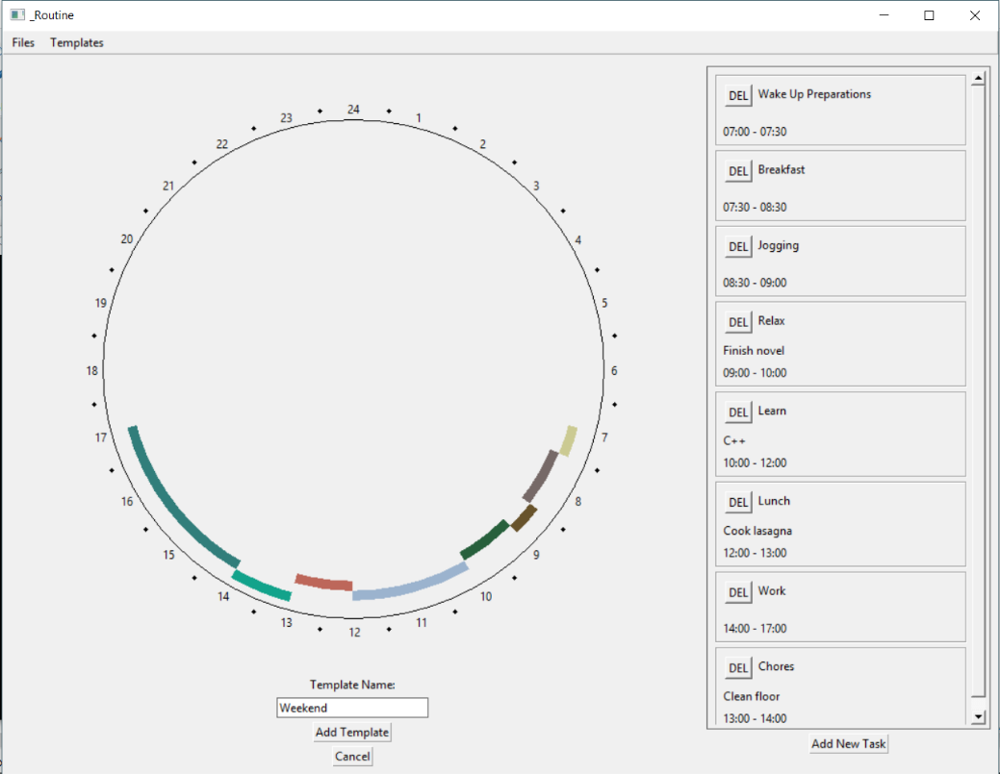 _Routine
Files Templates
24
1
2
3
4
5
6
7
8
9
10
11
12
13
14
15
16
17
18
19
20
21
22
23
Template Name:
Weekend
Add Template
Cancel
DEL Wake Up Preparations
07:00 - 07:30
DEL Breakfast
07:30 - 08:30
DEL Jogging
08:30 - 09:00
DEL Relax
Finish novel
09:00 - 10:00
DEL Learn
C++
10:00 - 12:00
DEL Lunch
Cook lasagna
12:00 - 13:00
DEL Work
14:00 - 17:00
DEL Chores
Clean floor
13:00 - 14:00
Add New Task